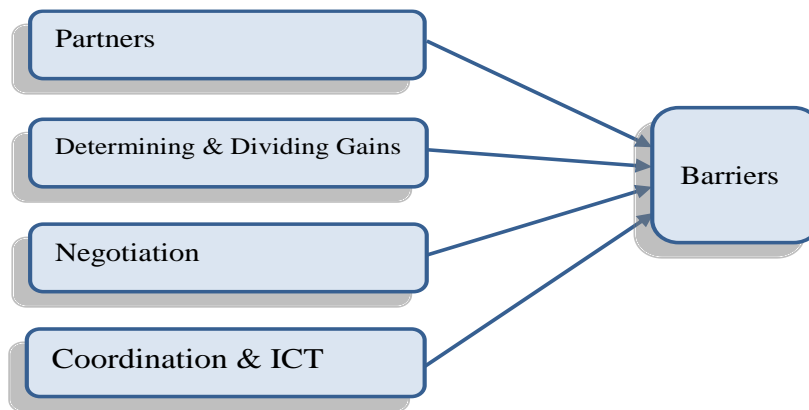 Partners
Determining & Dividing Gains
Barriers
Negotiation
Coordination & ICT